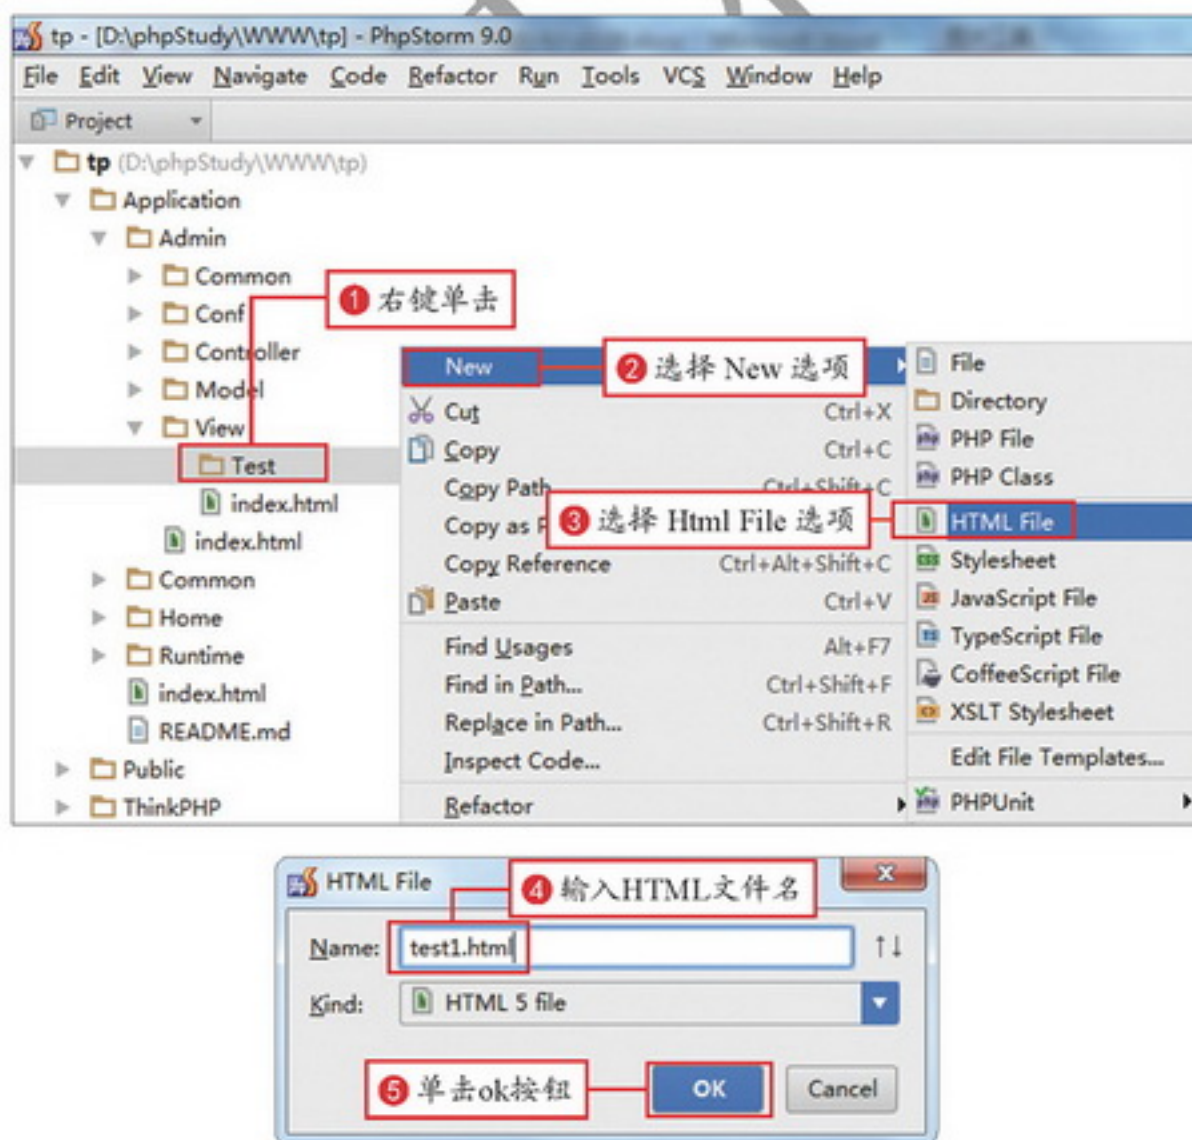 tp - [D:\phpStudy\WWW\tp] - PhpStorm 9.0
File Edit View Navigate Code Refactor Run Tools VCS Window Help
Project
tp (D:\phpStudy\WWW\tp)
Application
Admin
Common
1 右键单击
Conf
Controller
Model
View
Test
index.html
index.html
Common
Home
Runtime
index.html
README.md
Public
ThinkPHP
New
2 选择 New 选项
Cut Ctrl+X
Copy Ctrl+C
Copy Path Ctrl+Shift+C
3 选择 Html File 选项
Copy as
Copy Reference Ctrl+Alt+Shift+C
Paste Ctrl+V
Find Usages Alt+F7
Find in Path... Ctrl+Shift+F
Replace in Path... Ctrl+Shift+R
Inspect Code...
Refactor
File
Directory
PHP File
PHP Class
HTML File
Stylesheet
JavaScript File
TypeScript File
CoffeeScript File
XSLT Stylesheet
Edit File Templates...
PHPUnit
HTML File
4 输入HTML文件名
Name: test1.html
Kind: HTML 5 file
5 单击ok按钮
OK Cancel